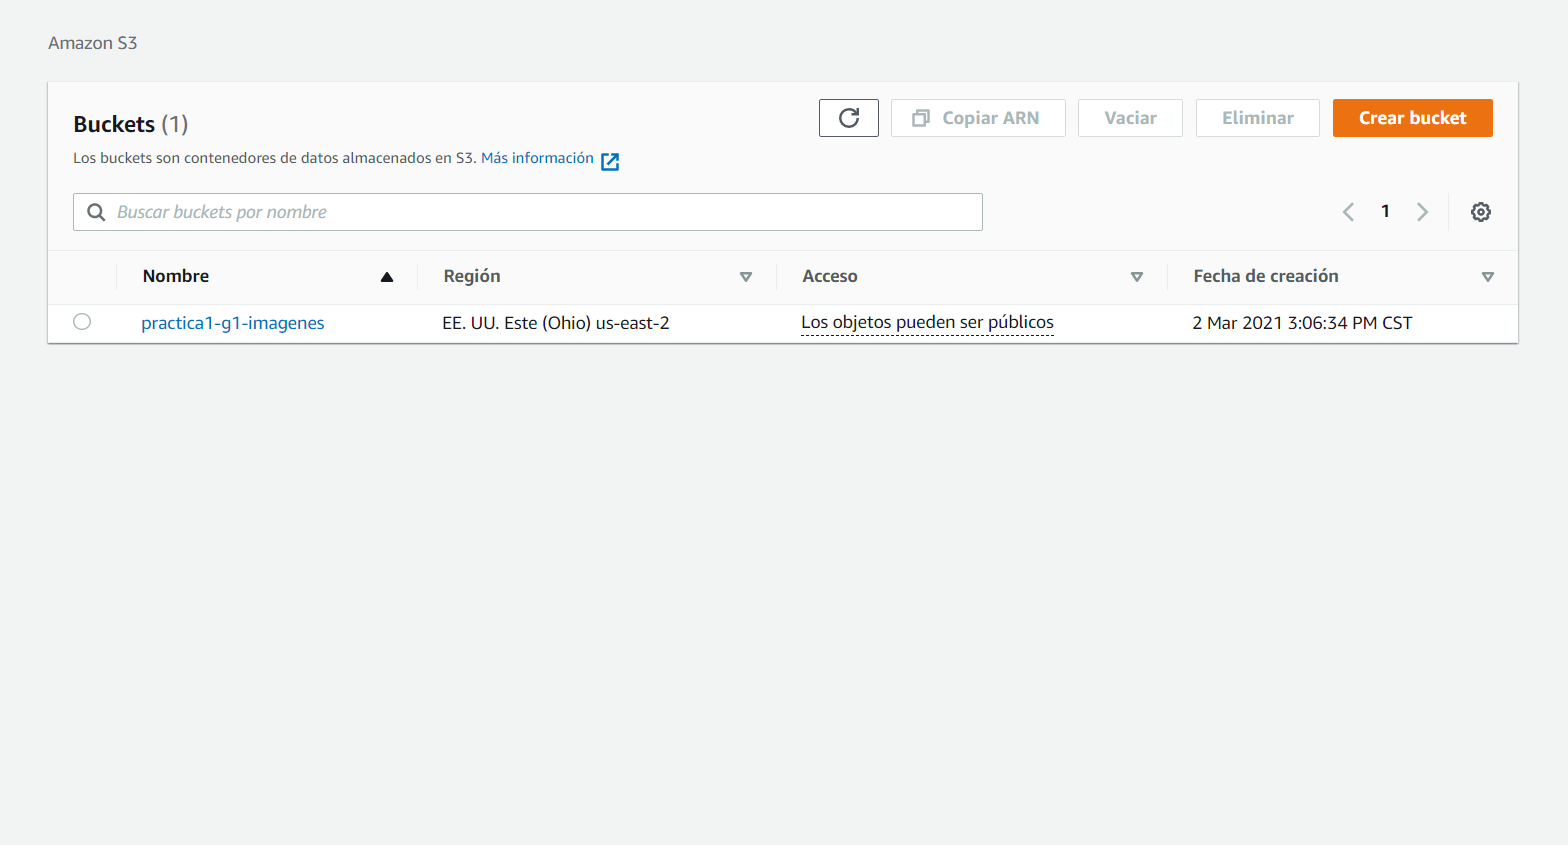 Amazon S3
Buckets (1)
Copiar ARN
Vaciar
Eliminar
Crear bucket
Los buckets son contenedores de datos almacenados en S3. Más información
Buscar buckets por nombre
1
Nombre Región Acceso Fecha de creación
practica1-g1-imagenes EE. UU. Este (Ohio) us-east-2 Los objetos pueden ser públicos 2 Mar 2021 3:06:34 PM CST